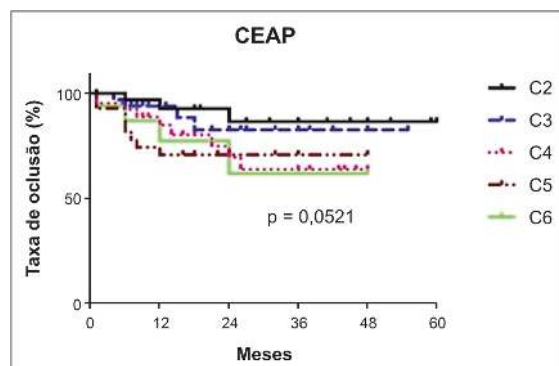 CEAP
Taxa de oclusão (%)
100
50
0
0 12 24 36 48 60
Meses
p = 0,0521
C2
C3
C4
C5
C6